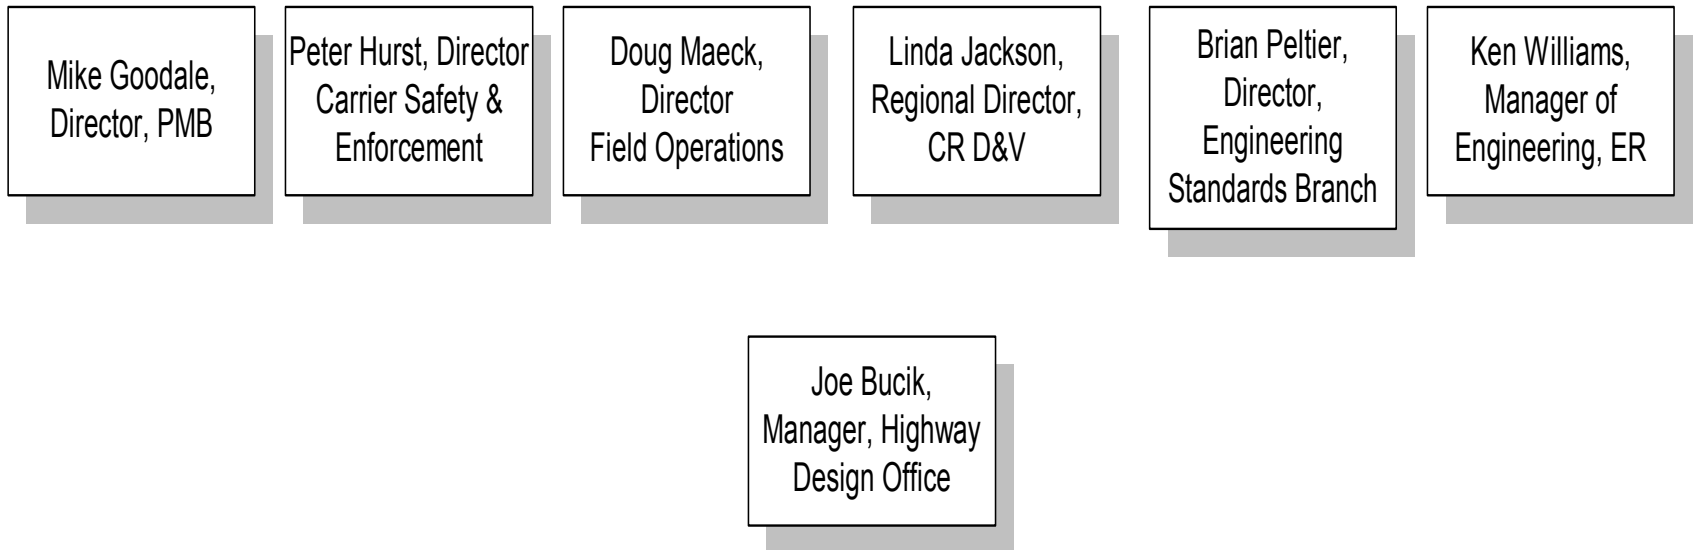 Mike Goodale,
Director, PMB
Peter Hurst, Director
Carrier Safety &
Enforcement
Doug Maeck,
Director
Field Operations
Linda Jackson,
Regional Director,
CR D&V
Brian Peltier,
Director,
Engineering
Standards Branch
Ken Williams,
Manager of
Engineering, ER
Joe Bucik,
Manager, Highway
Design Office